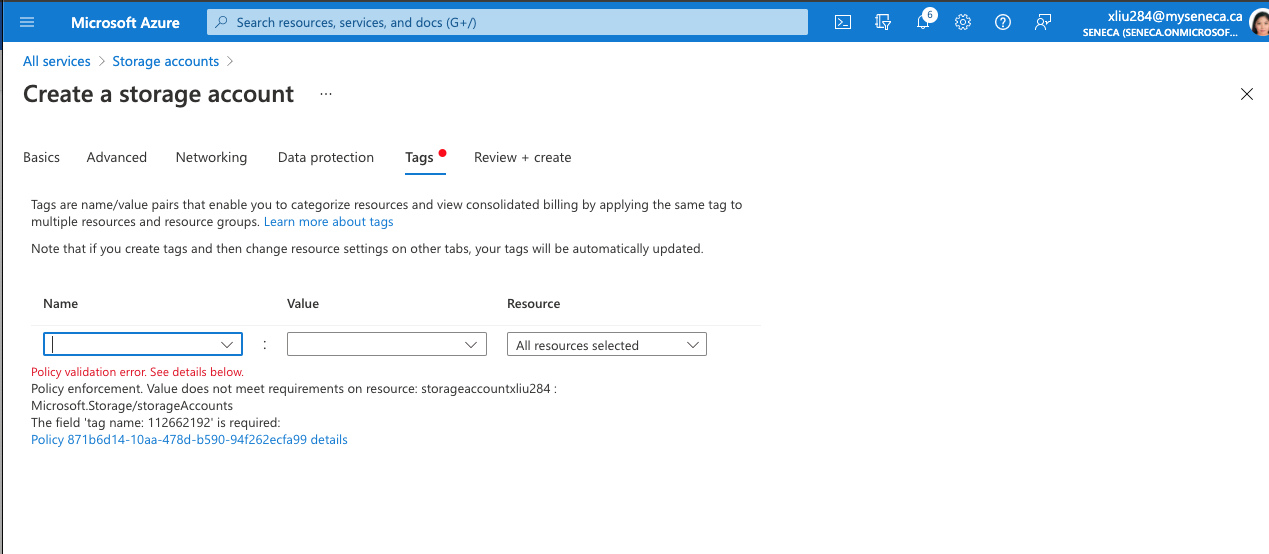 Microsoft Azure
Search resources, services, and docs (G+/)
6
xliu284@myseneca.ca
SENECA (SENECA.ONMICROSOF...
All services > Storage accounts >
Create a storage account ...
Basics Advanced Networking Data protection Tags Review + create
Tags are name/value pairs that enable you to categorize resources and view consolidated billing by applying the same tag to
multiple resources and resource groups. Learn more about tags
Note that if you create tags and then change resource settings on other tabs, your tags will be automatically updated.
Name Value Resource
: All resources selected
Policy validation error. See details below.
Policy enforcement. Value does not meet requirements on resource: storageaccountxliu284 :
Microsoft.Storage/storageAccounts
The field 'tag name: 112662192' is required:
Policy 871b6d14-10aa-478d-b590-94f262ecfa99 details